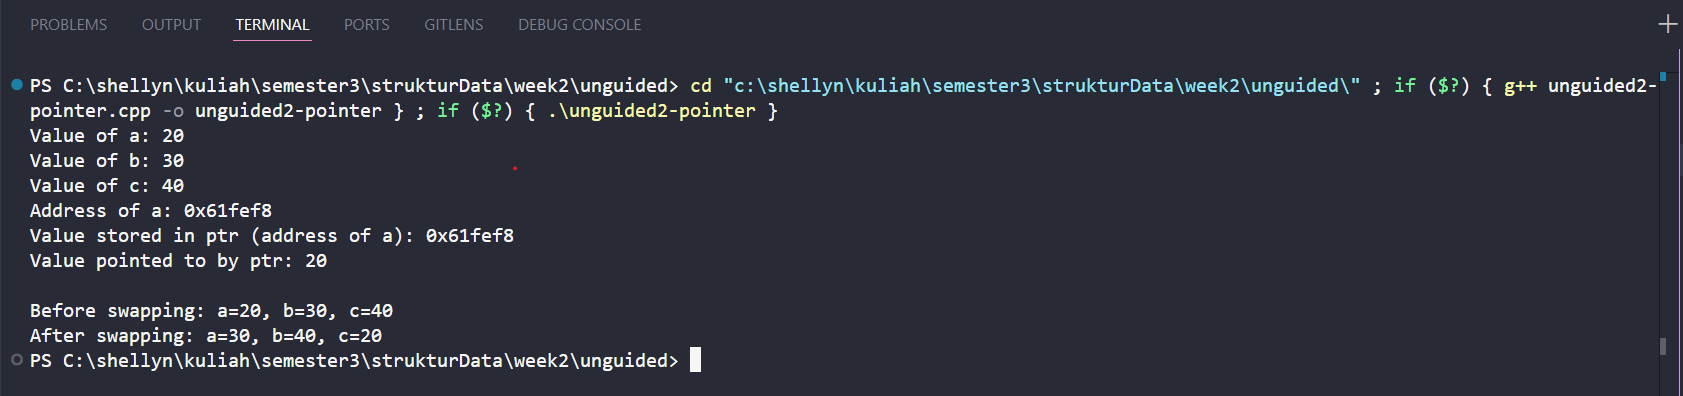 PROBLEMS OUTPUT TERMINAL PORTS GITLENS DEBUG CONSOLE
PS C:\shellyn\kuliah\semester3\strukturData\week2\unguided> cd "c:\shellyn\kuliah\semester3\strukturData\week2\unguided\" ; if ($?) { g++ unguided2-
pointer.cpp -o unguided2-pointer } ; if ($?) { .\unguided2-pointer }
Value of a: 20
Value of b: 30
Value of c: 40
Address of a: 0x61fef8
Value stored in ptr (address of a): 0x61fef8
Value pointed to by ptr: 20
Before swapping: a=20, b=30, c=40
After swapping: a=30, b=40, c=20
PS C:\shellyn\kuliah\semester3\strukturData\week2\unguided>